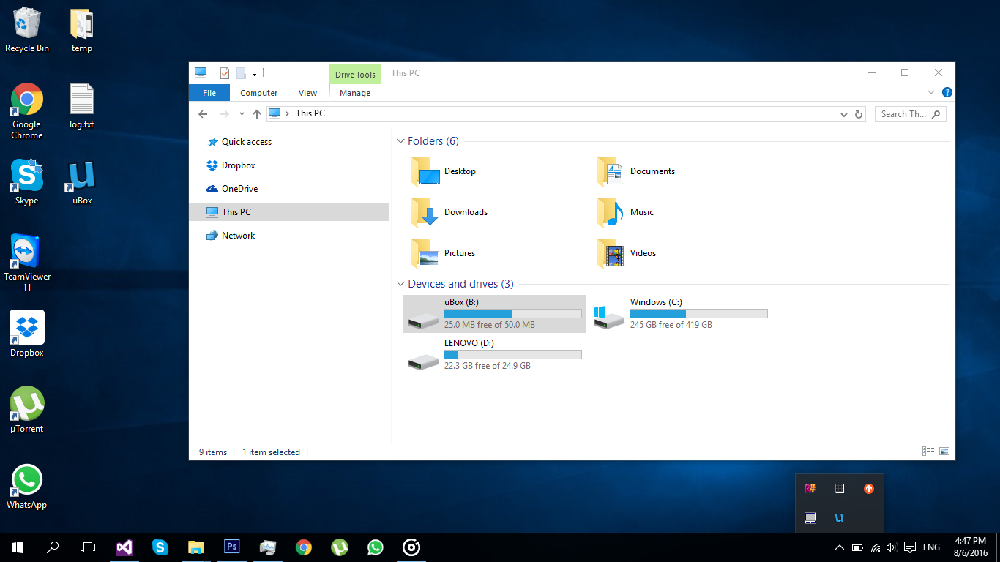 Recycle Bin
temp
Google
Chrome
log.txt
Skype
uBox
TeamViewer
11
Dropbox
µTorrent
WhatsApp
Drive Tools
This PC
File
Computer
View
Manage
This PC
Search Th...
Quick access
Dropbox
OneDrive
This PC
Network
Folders (6)
Desktop
Documents
Downloads
Music
Pictures
Videos
Devices and drives (3)
uBox (B:)
25.0 MB free of 50.0 MB
Windows (C:)
245 GB free of 419 GB
LENOVO (D:)
22.3 GB free of 24.9 GB
9 items
1 item selected
Ps
ENG
4:47 PM
8/6/2016